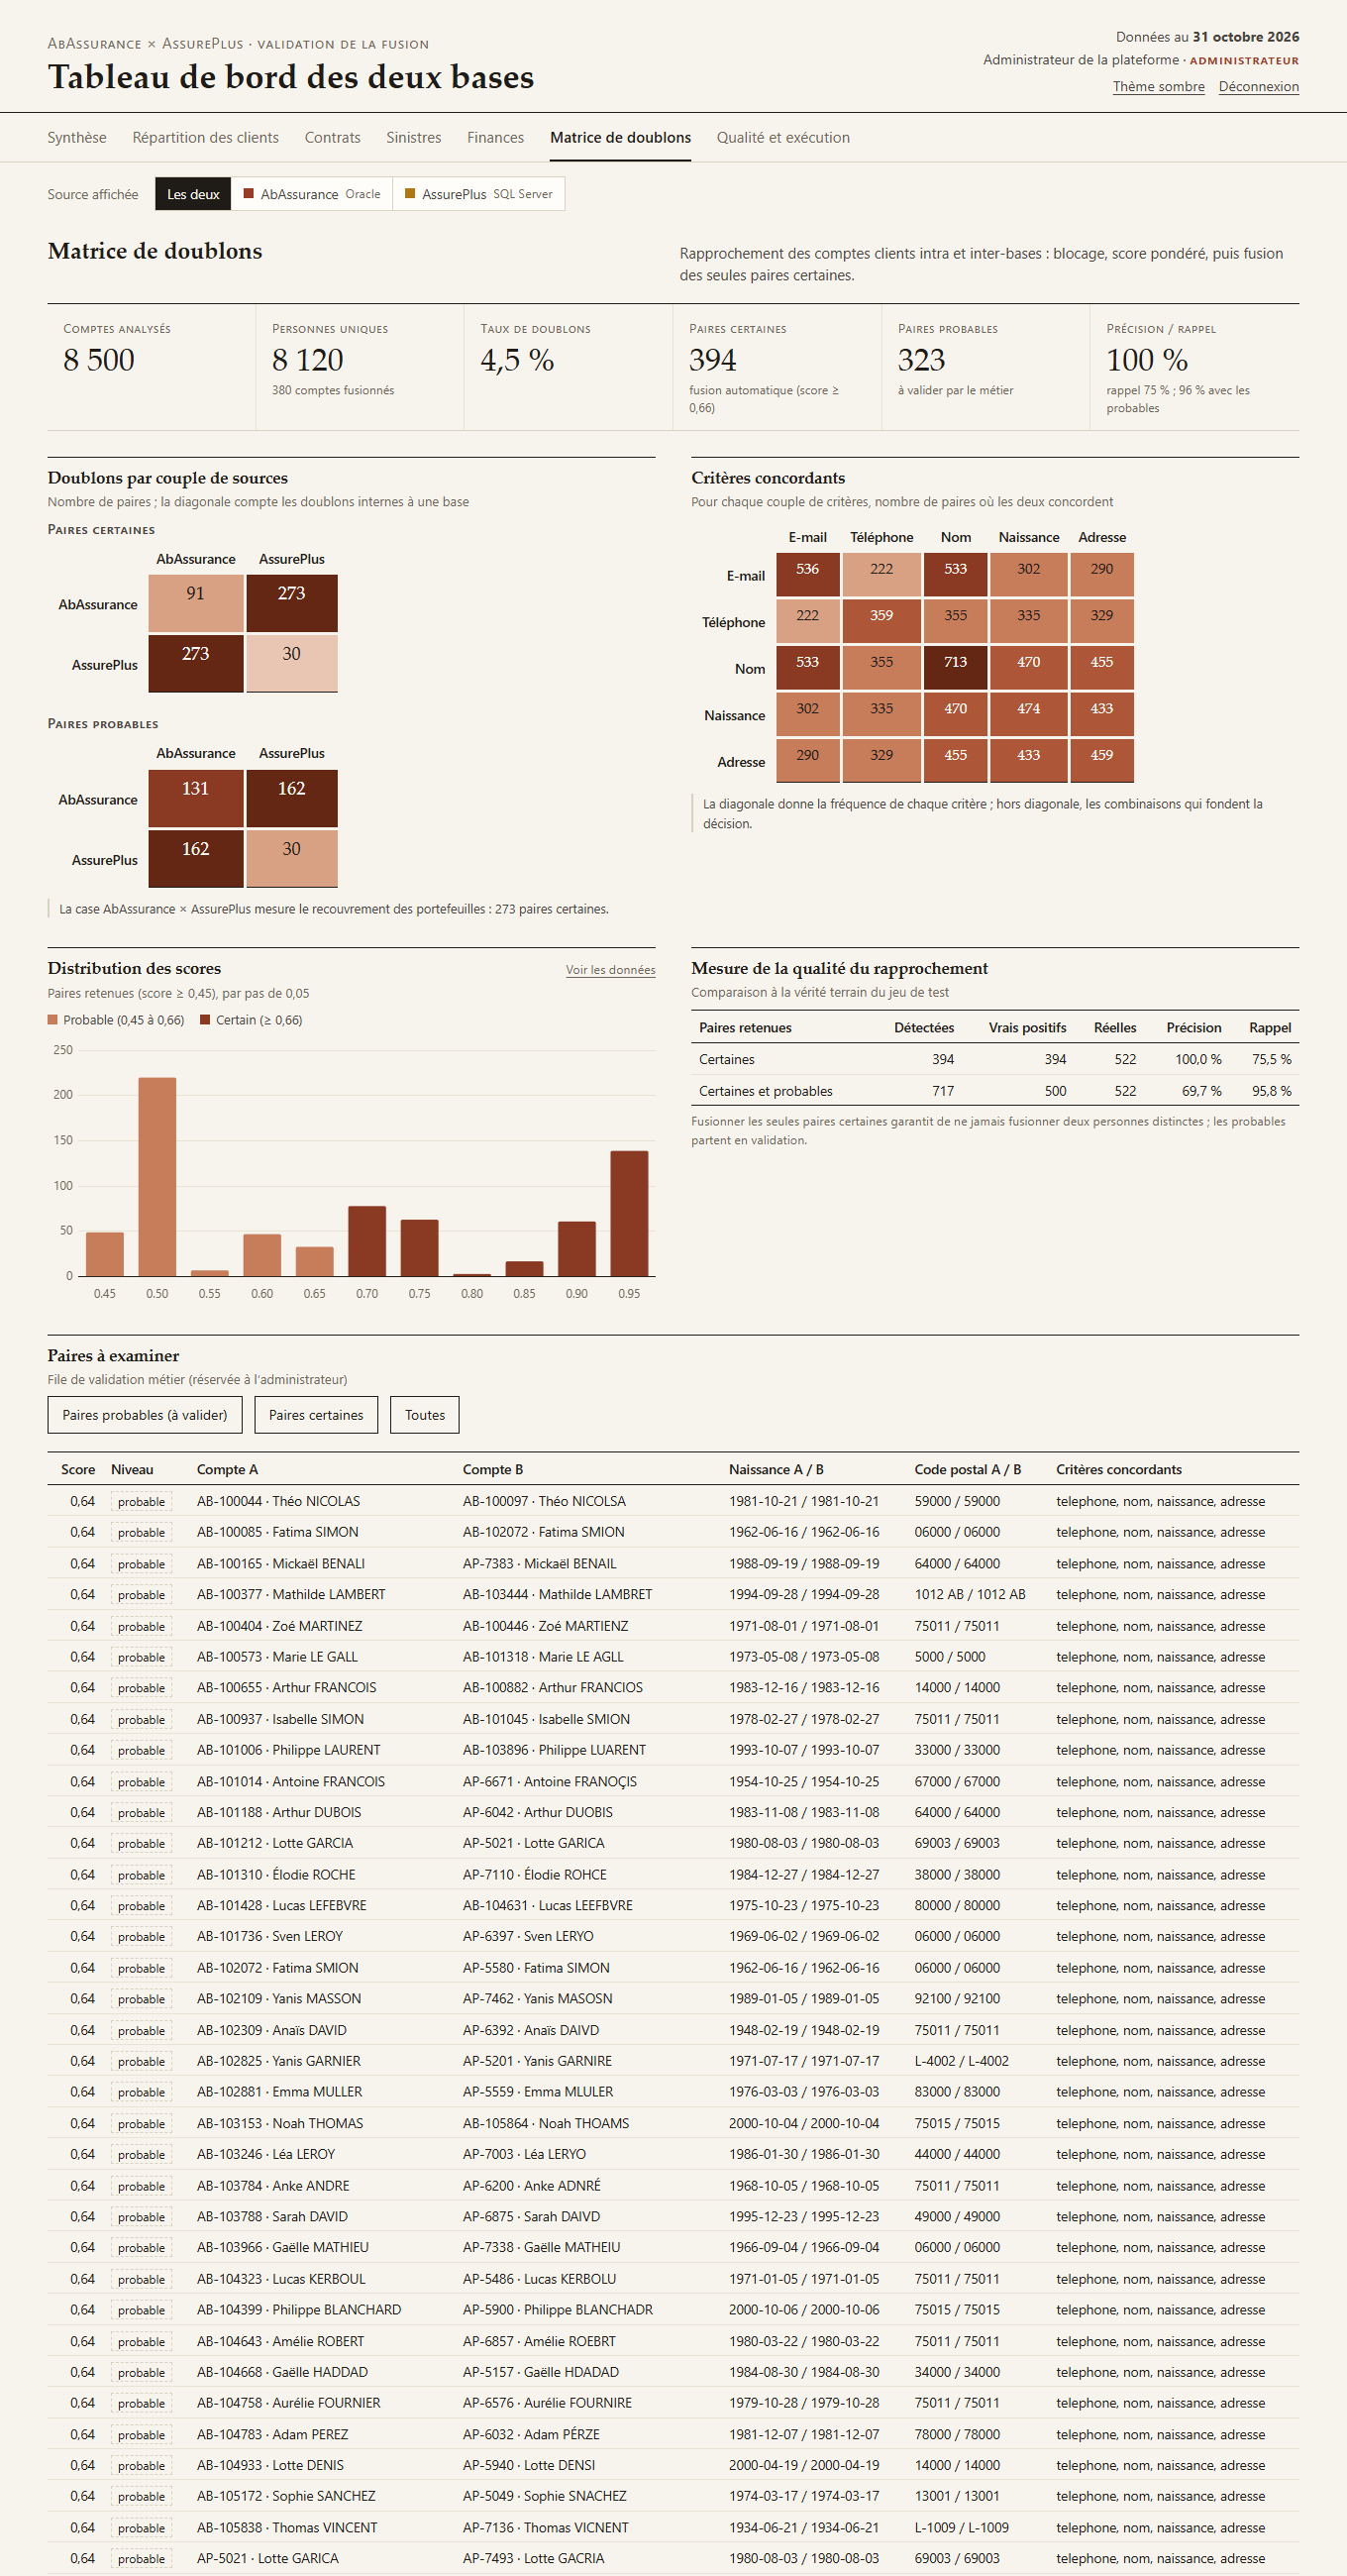 AbAssurance × AssurePlus · validation de la fusion
Tableau de bord des deux bases
Données au 31 octobre 2026
Administrateur de la plateforme · ADMINISTRATEUR
Thème sombre Déconnexion
Synthèse Répartition des clients Contrats Sinistres Finances Matrice de doublons Qualité et exécution
Source affichée Les deux AbAssurance Oracle AssurePlus SQL Server
Matrice de doublons
Rapprochement des comptes clients intra et inter-bases : blocage, score pondéré, puis fusion
des seules paires certaines.
Comptes analysés
8 500
Personnes uniques
8 120
380 comptes fusionnés
Taux de doublons
4,5 %
Paires certaines
394
fusion automatique (score ≥
0,66)
Paires probables
323
à valider par le métier
Précision / rappel
100 %
rappel 75 % ; 96 % avec les
probables
Doublons par couple de sources
Nombre de paires ; la diagonale compte les doublons internes à une base
Paires certaines
AbAssurance AssurePlus
AbAssurance 91 273
AssurePlus 273 30
Paires probables
AbAssurance AssurePlus
AbAssurance 131 162
AssurePlus 162 30
La case AbAssurance × AssurePlus mesure le recouvrement des portefeuilles : 273 paires certaines.
Critères concordants
Pour chaque couple de critères, nombre de paires où les deux concordent
E-mail Téléphone Nom Naissance Adresse
E-mail 536 222 533 302 290
Téléphone 222 359 355 335 329
Nom 533 355 713 470 455
Naissance 302 335 470 474 433
Adresse 290 329 455 433 459
La diagonale donne la fréquence de chaque critère ; hors diagonale, les combinaisons qui fondent la
décision.
Distribution des scores Voir les données
Paires retenues (score ≥ 0,45), par pas de 0,05
Probable (0,45 à 0,66) Certain (≥ 0,66)
250
200
150
100
50
0
0.45 0.50 0.55 0.60 0.65 0.70 0.75 0.80 0.85 0.90 0.95
Mesure de la qualité du rapprochement
Comparaison à la vérité terrain du jeu de test
Paires retenues Détectées Vrais positifs Réelles Précision Rappel
Certaines 394 394 522 100,0 % 75,5 %
Certaines et probables 717 500 522 69,7 % 95,8 %
Fusionner les seules paires certaines garantit de ne jamais fusionner deux personnes distinctes ; les probables
partent en validation.
Paires à examiner
File de validation métier (réservée à l'administrateur)
Paires probables (à valider) Paires certaines Toutes
Score Niveau Compte A Compte B Naissance A / B Code postal A / B Critères concordants
0,64 probable AB-100044 · Théo NICOLAS AB-100097 · Théo NICOLSA 1981-10-21 / 1981-10-21 59000 / 59000 telephone, nom, naissance, adresse
0,64 probable AB-100085 · Fatima SIMON AB-102072 · Fatima SMION 1962-06-16 / 1962-06-16 06000 / 06000 telephone, nom, naissance, adresse
0,64 probable AB-100165 · Mickaël BENALI AP-7383 · Mickaël BENAIL 1988-09-19 / 1988-09-19 64000 / 64000 telephone, nom, naissance, adresse
0,64 probable AB-100377 · Mathilde LAMBERT AB-103444 · Mathilde LAMBRET 1994-09-28 / 1994-09-28 1012 AB / 1012 AB telephone, nom, naissance, adresse
0,64 probable AB-100404 · Zoé MARTINEZ AB-100446 · Zoé MARTIENZ 1971-08-01 / 1971-08-01 75011 / 75011 telephone, nom, naissance, adresse
0,64 probable AB-100573 · Marie LE GALL AB-101318 · Marie LE AGLL 1973-05-08 / 1973-05-08 5000 / 5000 telephone, nom, naissance, adresse
0,64 probable AB-100655 · Arthur FRANCOIS AB-100882 · Arthur FRANCIOS 1983-12-16 / 1983-12-16 14000 / 14000 telephone, nom, naissance, adresse
0,64 probable AB-100937 · Isabelle SIMON AB-101045 · Isabelle SMION 1978-02-27 / 1978-02-27 75011 / 75011 telephone, nom, naissance, adresse
0,64 probable AB-101006 · Philippe LAURENT AB-103896 · Philippe LUARENT 1993-10-07 / 1993-10-07 33000 / 33000 telephone, nom, naissance, adresse
0,64 probable AB-101014 · Antoine FRANCOIS AP-6671 · Antoine FRANOÇIS 1954-10-25 / 1954-10-25 67000 / 67000 telephone, nom, naissance, adresse
0,64 probable AB-101188 · Arthur DUBOIS AP-6042 · Arthur DUOBIS 1983-11-08 / 1983-11-08 64000 / 64000 telephone, nom, naissance, adresse
0,64 probable AB-101212 · Lotte GARCIA AP-5021 · Lotte GARICA 1980-08-03 / 1980-08-03 69003 / 69003 telephone, nom, naissance, adresse
0,64 probable AB-101310 · Élodie ROCHE AP-7110 · Élodie ROHCE 1984-12-27 / 1984-12-27 38000 / 38000 telephone, nom, naissance, adresse
0,64 probable AB-101428 · Lucas LEFEBVRE AB-104631 · Lucas LEEFBVRE 1975-10-23 / 1975-10-23 80000 / 80000 telephone, nom, naissance, adresse
0,64 probable AB-101736 · Sven LEROY AP-6397 · Sven LERYO 1969-06-02 / 1969-06-02 06000 / 06000 telephone, nom, naissance, adresse
0,64 probable AB-102072 · Fatima SMION AP-5580 · Fatima SIMON 1962-06-16 / 1962-06-16 06000 / 06000 telephone, nom, naissance, adresse
0,64 probable AB-102109 · Yanis MASSON AP-7462 · Yanis MASOSN 1989-01-05 / 1989-01-05 92100 / 92100 telephone, nom, naissance, adresse
0,64 probable AB-102309 · Anaïs DAVID AP-6392 · Anaïs DAIVD 1948-02-19 / 1948-02-19 75011 / 75011 telephone, nom, naissance, adresse
0,64 probable AB-102825 · Yanis GARNIER AP-5201 · Yanis GARNIRE 1971-07-17 / 1971-07-17 L-4002 / L-4002 telephone, nom, naissance, adresse
0,64 probable AB-102881 · Emma MULLER AP-5559 · Emma MLULER 1976-03-03 / 1976-03-03 83000 / 83000 telephone, nom, naissance, adresse
0,64 probable AB-103153 · Noah THOMAS AB-105864 · Noah THOAMS 2000-10-04 / 2000-10-04 75015 / 75015 telephone, nom, naissance, adresse
0,64 probable AB-103246 · Léa LEROY AP-7003 · Léa LERYO 1986-01-30 / 1986-01-30 44000 / 44000 telephone, nom, naissance, adresse
0,64 probable AB-103784 · Anke ANDRE AP-6200 · Anke ADNRÉ 1968-10-05 / 1968-10-05 75011 / 75011 telephone, nom, naissance, adresse
0,64 probable AB-103788 · Sarah DAVID AP-6875 · Sarah DAIVD 1995-12-23 / 1995-12-23 49000 / 49000 telephone, nom, naissance, adresse
0,64 probable AB-103966 · Gaëlle MATHIEU AP-7338 · Gaëlle MATHEIU 1966-09-04 / 1966-09-04 06000 / 06000 telephone, nom, naissance, adresse
0,64 probable AB-104323 · Lucas KERBOUL AP-5486 · Lucas KERBOLU 1971-01-05 / 1971-01-05 75011 / 75011 telephone, nom, naissance, adresse
0,64 probable AB-104399 · Philippe BLANCHARD AP-5900 · Philippe BLANCHADR 2000-10-06 / 2000-10-06 75015 / 75015 telephone, nom, naissance, adresse
0,64 probable AB-104643 · Amélie ROBERT AP-6857 · Amélie ROEBRT 1980-03-22 / 1980-03-22 75011 / 75011 telephone, nom, naissance, adresse
0,64 probable AB-104668 · Gaëlle HADDAD AP-5157 · Gaëlle HDADAD 1984-08-30 / 1984-08-30 34000 / 34000 telephone, nom, naissance, adresse
0,64 probable AB-104758 · Aurélie FOURNIER AP-6576 · Aurélie FOURNIRE 1979-10-28 / 1979-10-28 75011 / 75011 telephone, nom, naissance, adresse
0,64 probable AB-104783 · Adam PEREZ AP-6032 · Adam PÉRZE 1981-12-07 / 1981-12-07 78000 / 78000 telephone, nom, naissance, adresse
0,64 probable AB-104933 · Lotte DENIS AP-5940 · Lotte DENSI 2000-04-19 / 2000-04-19 14000 / 14000 telephone, nom, naissance, adresse
0,64 probable AB-105172 · Sophie SANCHEZ AP-5049 · Sophie SNACHEZ 1974-03-17 / 1974-03-17 13001 / 13001 telephone, nom, naissance, adresse
0,64 probable AB-105838 · Thomas VINCENT AP-7136 · Thomas VICNENT 1934-06-21 / 1934-06-21 L-1009 / L-1009 telephone, nom, naissance, adresse
0,64 probable AP-5021 · Lotte GARICA AP-7493 · Lotte GACRIA 1980-08-03 / 1980-08-03 69003 / 69003 telephone, nom, naissance, adresse